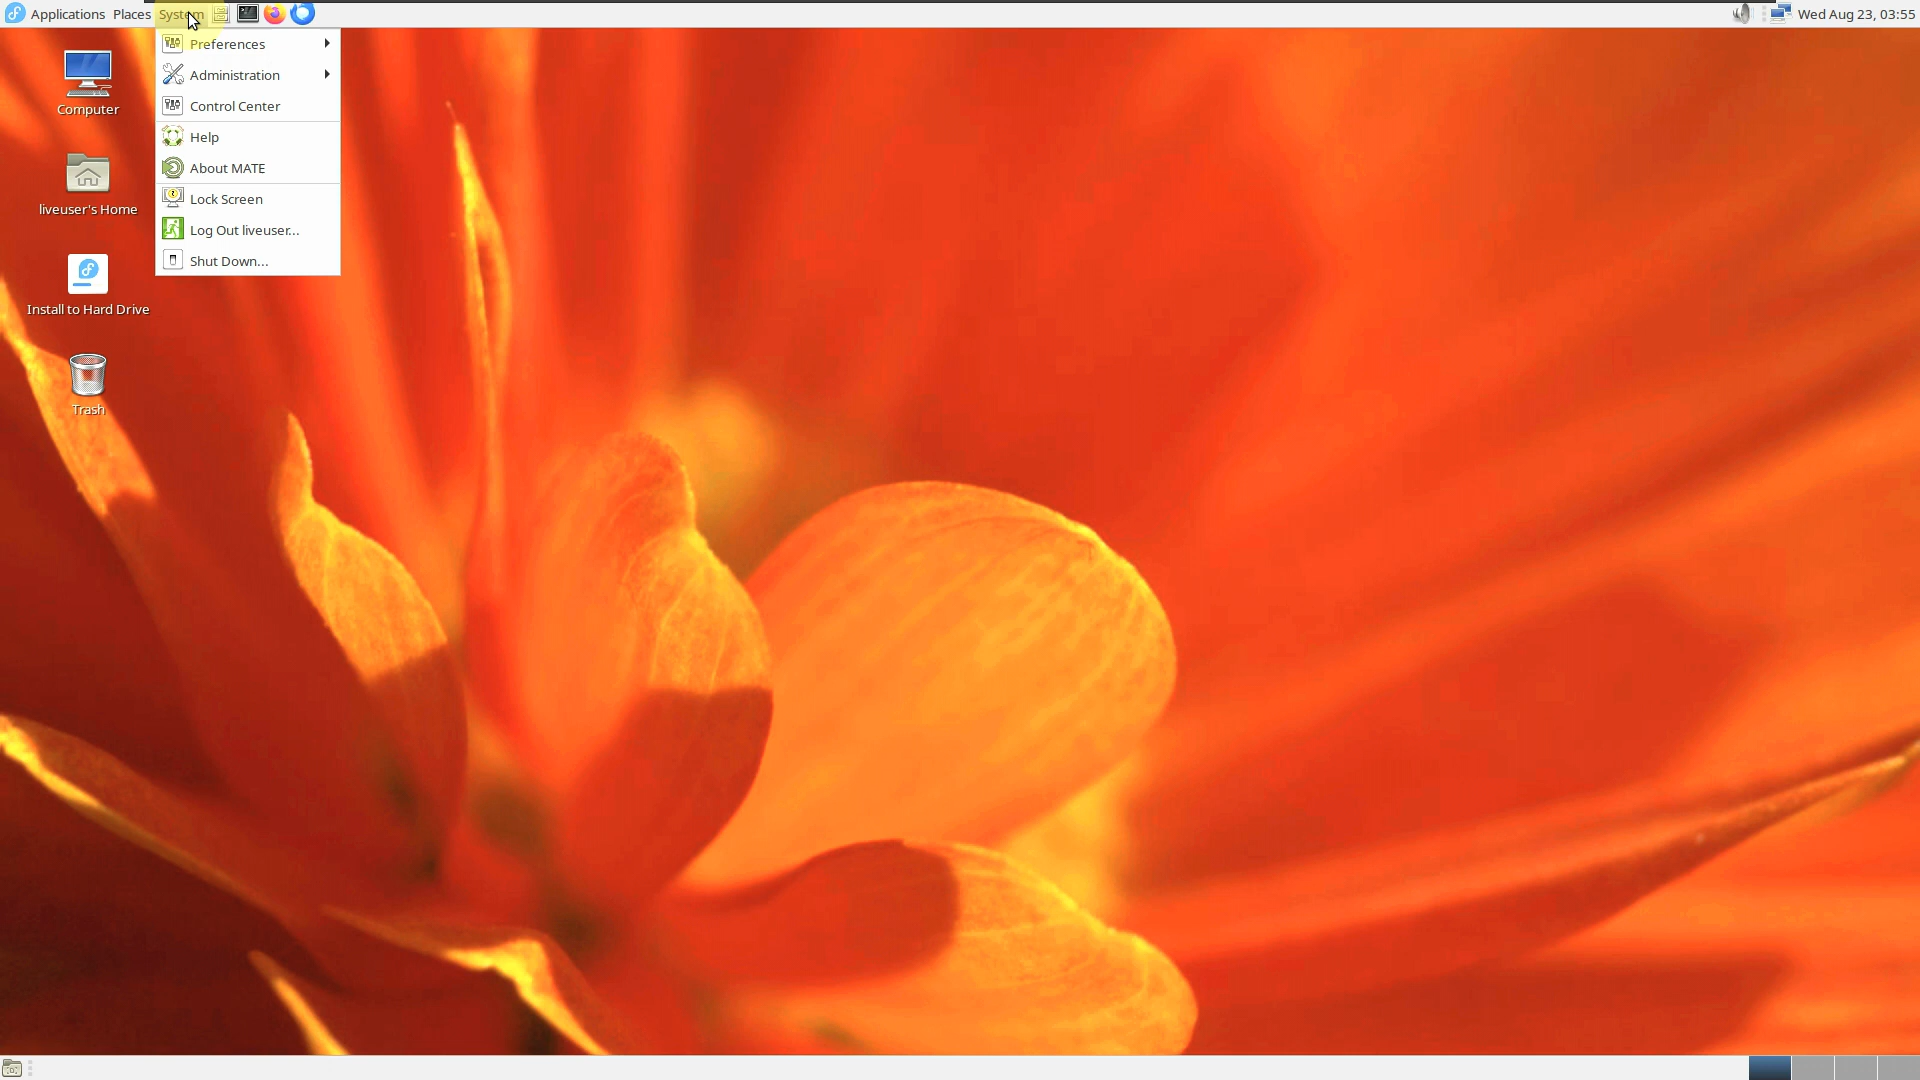 Applications Places System Wed Aug 23, 03:55
Preferences
Administration
Control Center
Help
About MATE
Lock Screen
Log Out liveuser...
Shut Down...
Computer
liveuser's Home
Install to Hard Drive
Trash